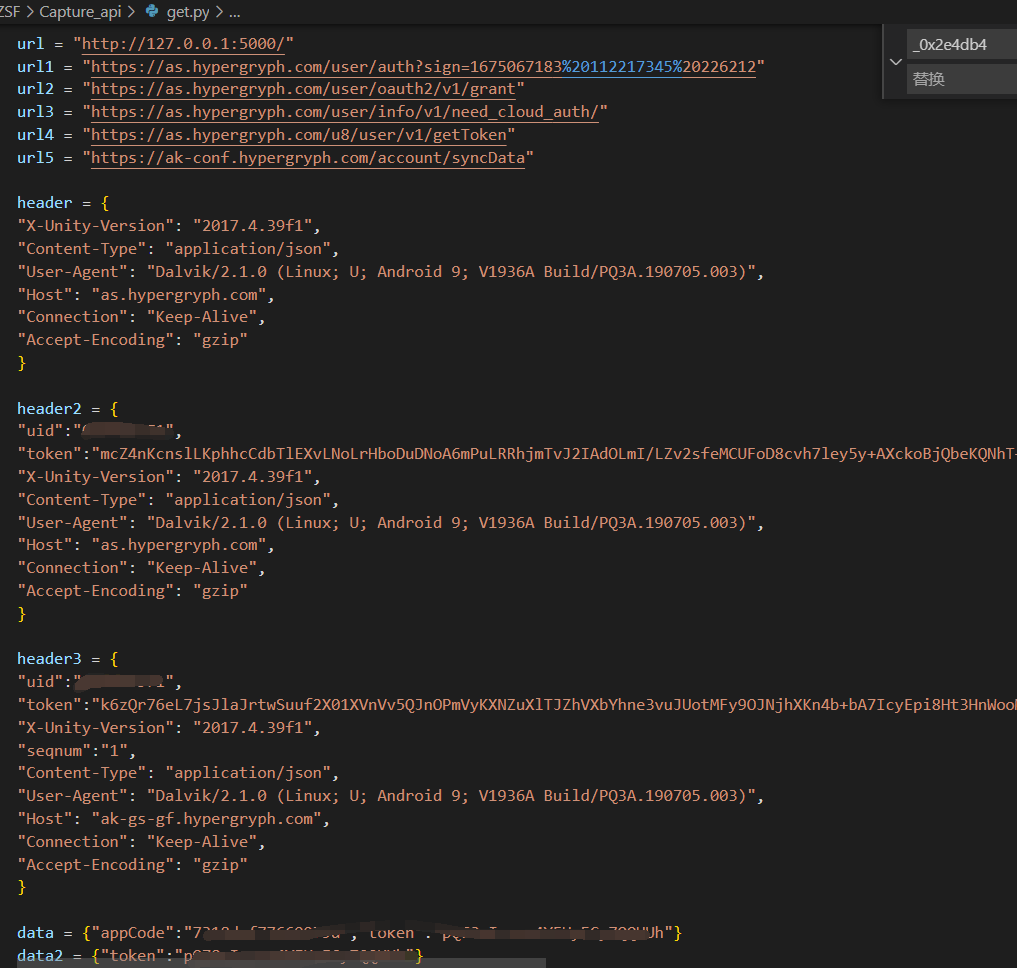 ZSF > Capture_api > get.py > ...
_0x2e4db4
替换
url = "http://127.0.0.1:5000/"
url1 = "https://as.hypergryph.com/user/auth?sign=1675067183%20112217345%20226212"
url2 = "https://as.hypergryph.com/user/oauth2/v1/grant"
url3 = "https://as.hypergryph.com/user/info/v1/need_cloud_auth/"
url4 = "https://as.hypergryph.com/u8/user/v1/getToken"
url5 = "https://ak-conf.hypergryph.com/account/syncData"
header = {
"X-Unity-Version": "2017.4.39f1",
"Content-Type": "application/json",
"User-Agent": "Dalvik/2.1.0 (Linux; U; Android 9; V1936A Build/PQ3A.190705.003)",
"Host": "as.hypergryph.com",
"Connection": "Keep-Alive",
"Accept-Encoding": "gzip"
}
header2 = {
"uid":"",
"token":"mcZ4nKcnslLKphhcCdbTlEXvLNoLrHboDuDNoA6mPuLRRhjmTvJ2IAdOLmI/LZv2sfeMCUFoD8cvh7ley5y+AXckoBjQbeKQNhT
"X-Unity-Version": "2017.4.39f1",
"Content-Type": "application/json",
"User-Agent": "Dalvik/2.1.0 (Linux; U; Android 9; V1936A Build/PQ3A.190705.003)",
"Host": "as.hypergryph.com",
"Connection": "Keep-Alive",
"Accept-Encoding": "gzip"
}
header3 = {
"uid":"",
"token":"k6zQr76eL7jsJlaJrtwSuuf2X01XVnVv5QJnOPmVyKXNZuXlTJZhVXbYhne3vuJUotMFy9OJNjhXKn4b+bA7IcyEpi8Ht3HnWoo
"X-Unity-Version": "2017.4.39f1",
"seqnum":"1",
"Content-Type": "application/json",
"User-Agent": "Dalvik/2.1.0 (Linux; U; Android 9; V1936A Build/PQ3A.190705.003)",
"Host": "ak-gs-gf.hypergryph.com",
"Connection": "Keep-Alive",
"Accept-Encoding": "gzip"
}
data = {"appCode":" token "}
data2 = {"token":"}